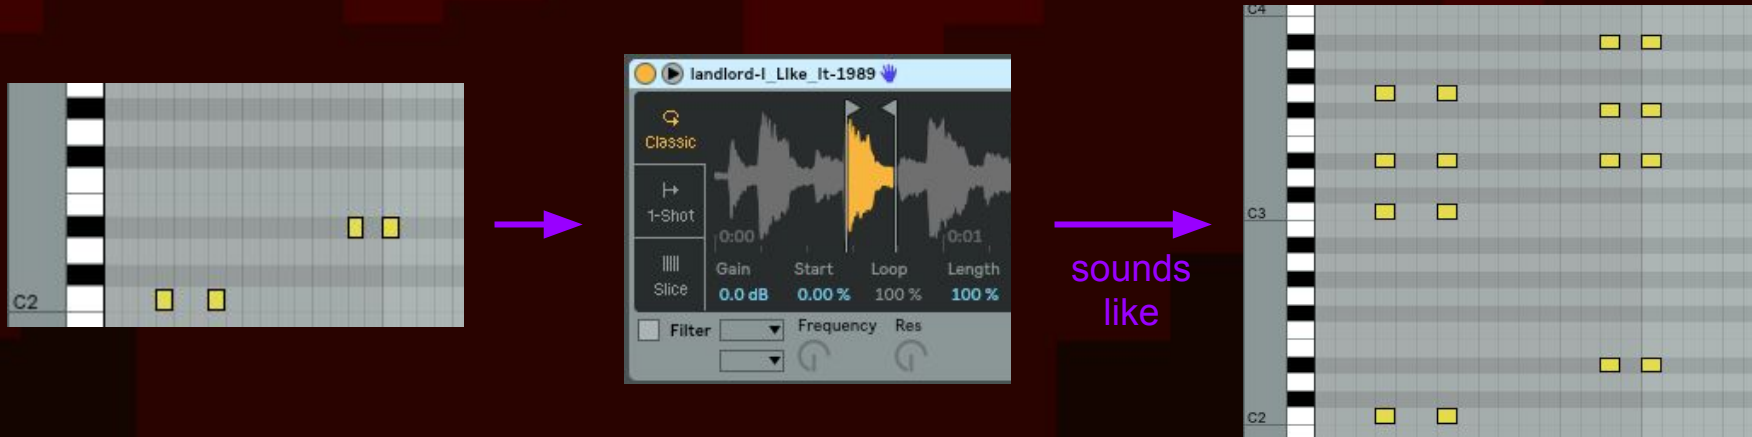 C2
landlord-I_LIke_It-1989
Classic
1-Shot
Slice
0:00
0:01
Gain Start Loop Length
0.0 dB 0.00 % 100 % 100 %
Filter Frequency Res
sounds
like
C4
C3
C2